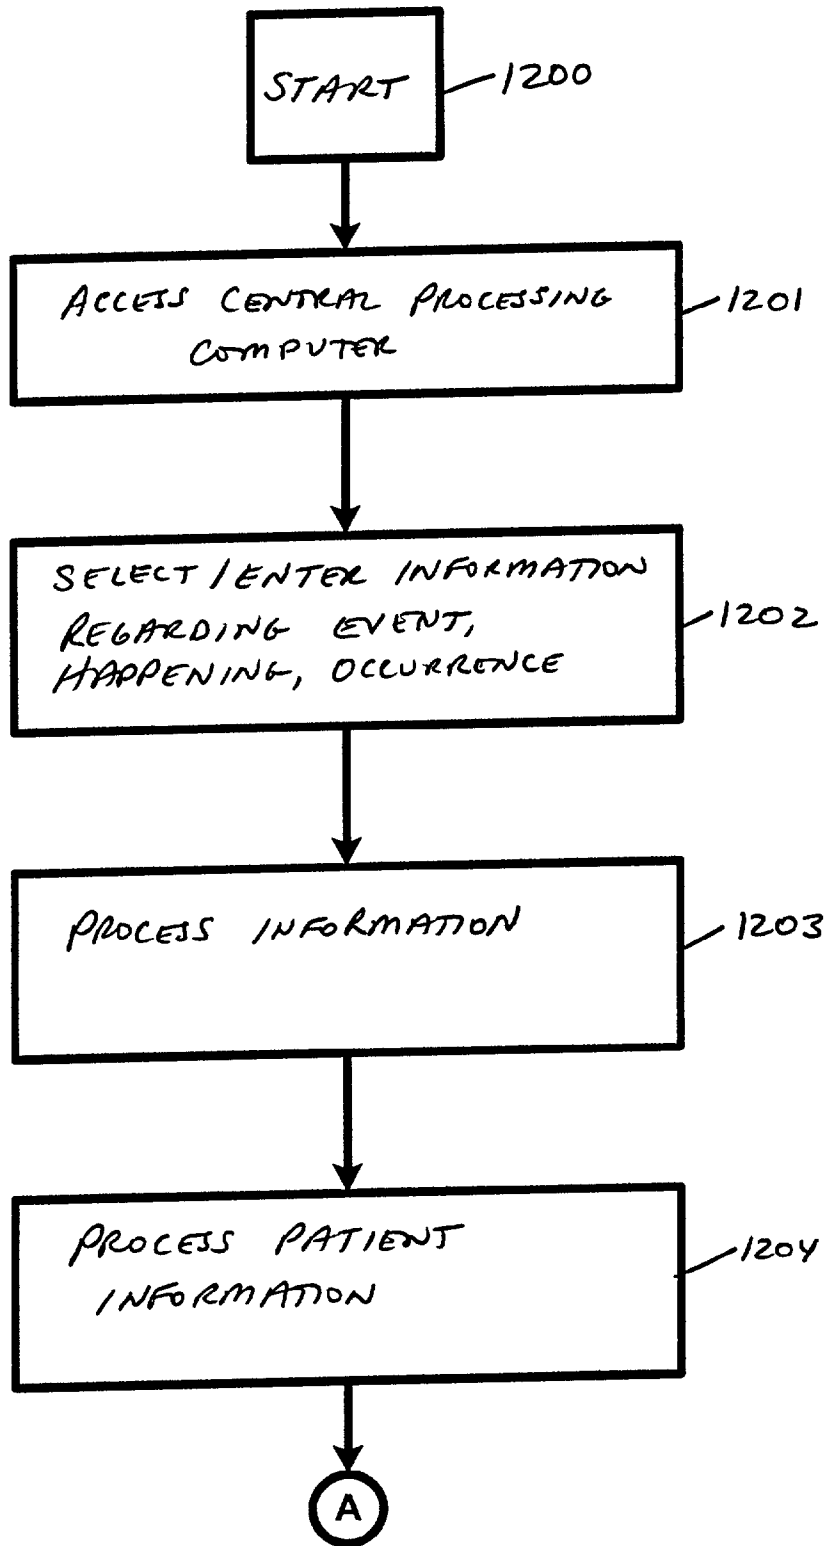 START
1200
ACCESS CENTRAL PROCESSING
COMPUTER
1201
SELECT/ENTER INFORMATION
REGARDING EVENT,
HAPPENING, OCCURRENCE
1202
PROCESS INFORMATION
1203
PROCESS PATIENT
INFORMATION
1204
A